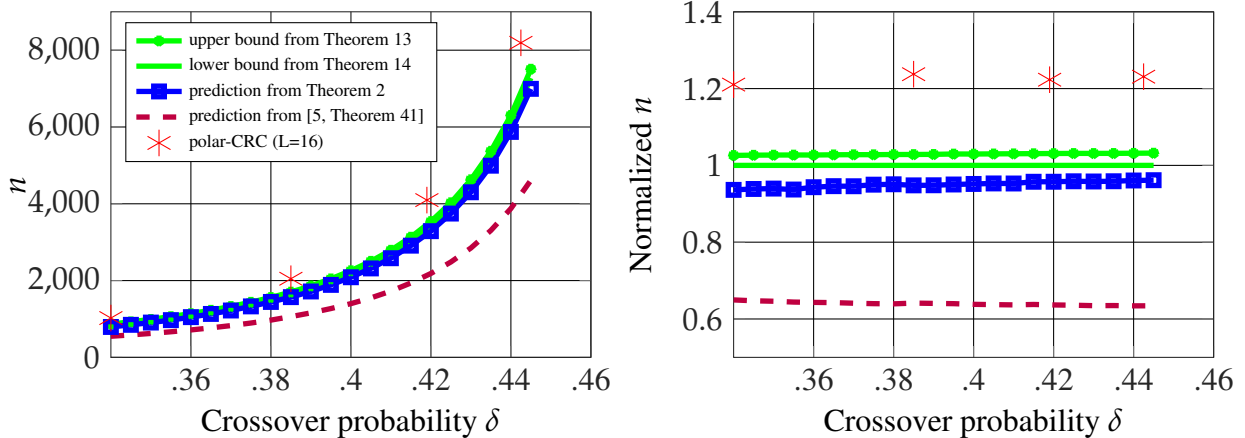 8,000
6,000
4,000
2,000
0
n
upper bound from Theorem 13
lower bound from Theorem 14
prediction from Theorem 2
prediction from [5, Theorem 41]
polar-CRC (L=16)
.36 .38 .4 .42 .44 .46
Crossover probability δ
1.4
1.2
1
0.8
0.6
Normalized n
.36 .38 .4 .42 .44 .46
Crossover probability δ